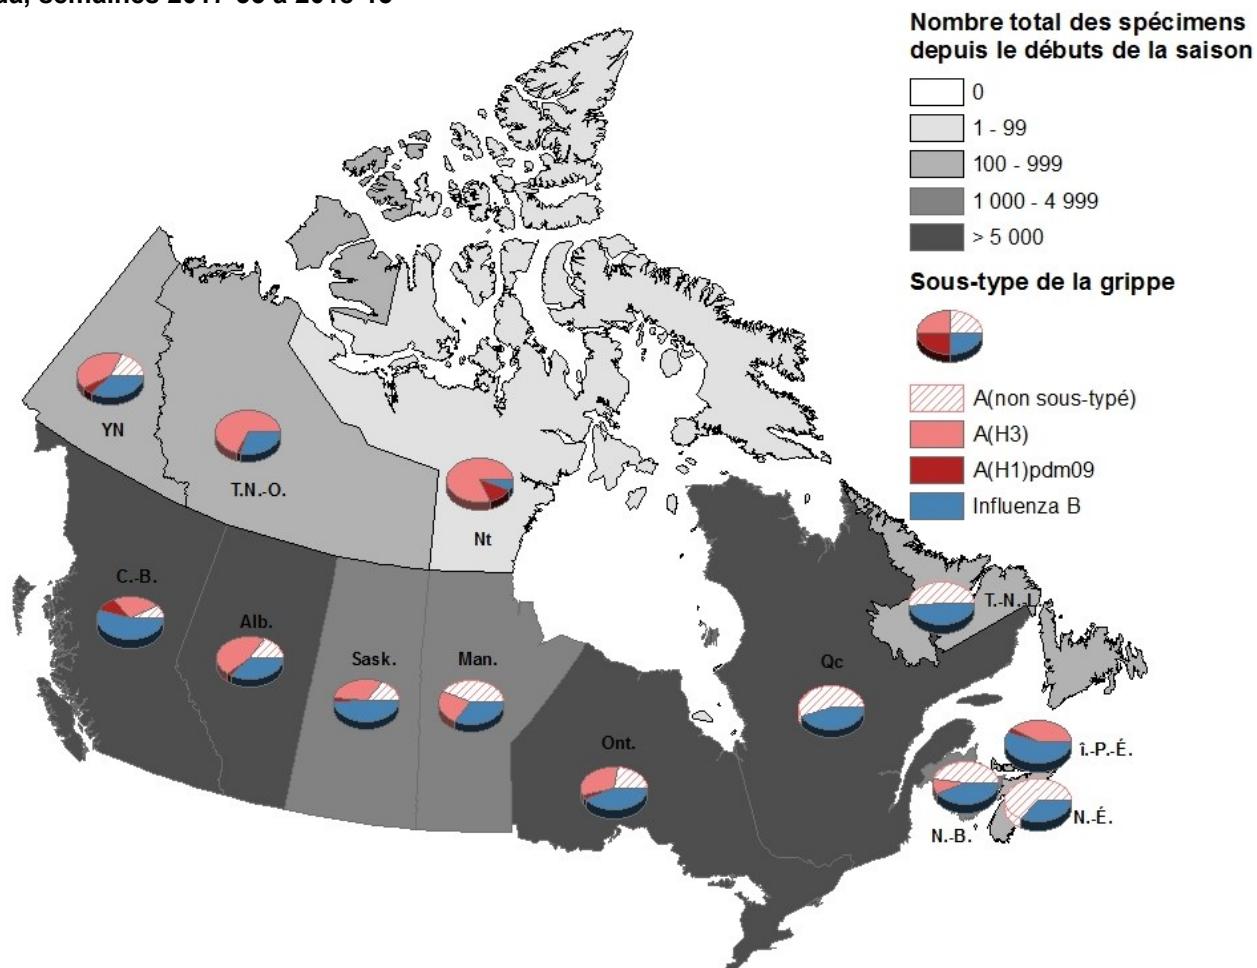 Nombre total des spécimens
depuis le débuts de la saison
0
1 - 99
100 - 999
1 000 - 4 999
> 5 000
Sous-type de la grippe
A(non sous-typé)
A(H3)
A(H1)pdm09
Influenza B
YN
T.N.-O.
Nt
C.-B.
Alb.
Sask.
Man.
Ont.
Qc
T.-N.-L.
î.-P.-É.
N.-É.
N.-B.